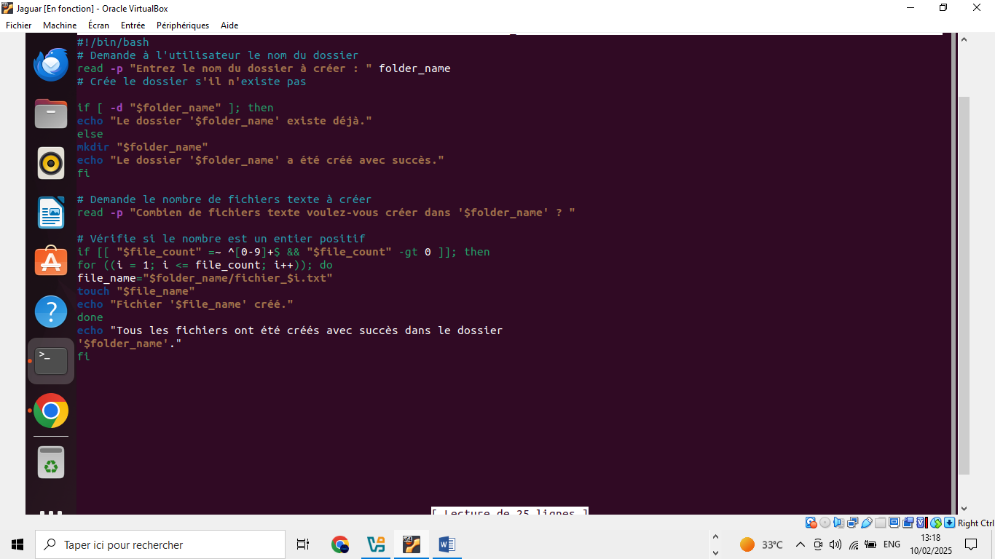 Jaguar [En fonction] - Oracle VirtualBox
Fichier Machine Écran Entrée Périphériques Aide
#!/bin/bash
# Demande à l'utilisateur le nom du dossier
read -p "Entrez le nom du dossier à créer : " folder_name
# Crée le dossier s'il n'existe pas
if [ -d "$folder_name" ]; then
echo "Le dossier '$folder_name' existe déjà."
else
mkdir "$folder_name"
echo "Le dossier '$folder_name' a été créé avec succès."
fi
# Demande le nombre de fichiers texte à créer
read -p "Combien de fichiers texte voulez-vous créer dans '$folder_name' ? "
# Vérifie si le nombre est un entier positif
if [[ "$file_count" =~ ^[0-9]+$ && "$file_count" -gt 0 ]]; then
for ((i = 1; i <= file_count; i++)); do
file_name="$folder_name/fichier_$i.txt"
touch "$file_name"
echo "Fichier '$file_name' créé."
done
echo "Tous les fichiers ont été créés avec succès dans le dossier
'$folder_name'."
fi
[ Lecture de 25 lignes ]
Right Ctrl
Taper ici pour rechercher
33°C
ENG
13:18
10/02/2025